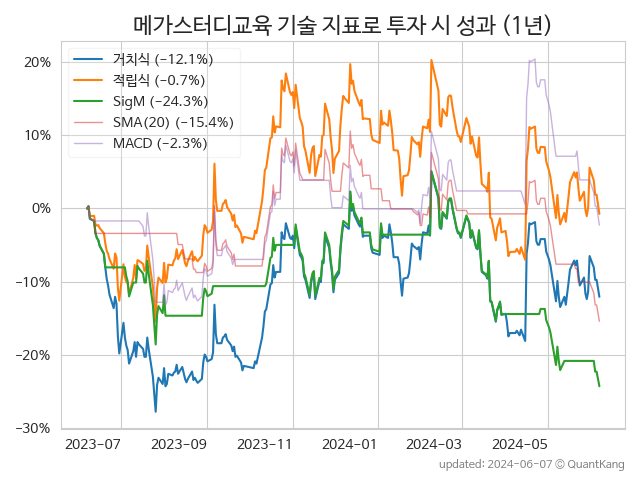 메가스터디교육 기술 지표로 투자 시 성과 (1년)
거치식 (−12.1%)
적립식 (−0.7%)
SigM (−24.3%)
SMA(20) (−15.4%)
MACD (−2.3%)
20%
10%
0%
−10%
−20%
−30%
2023-07 2023-09 2023-11 2024-01 2024-03 2024-05
updated: 2024-06-07 © QuantKang